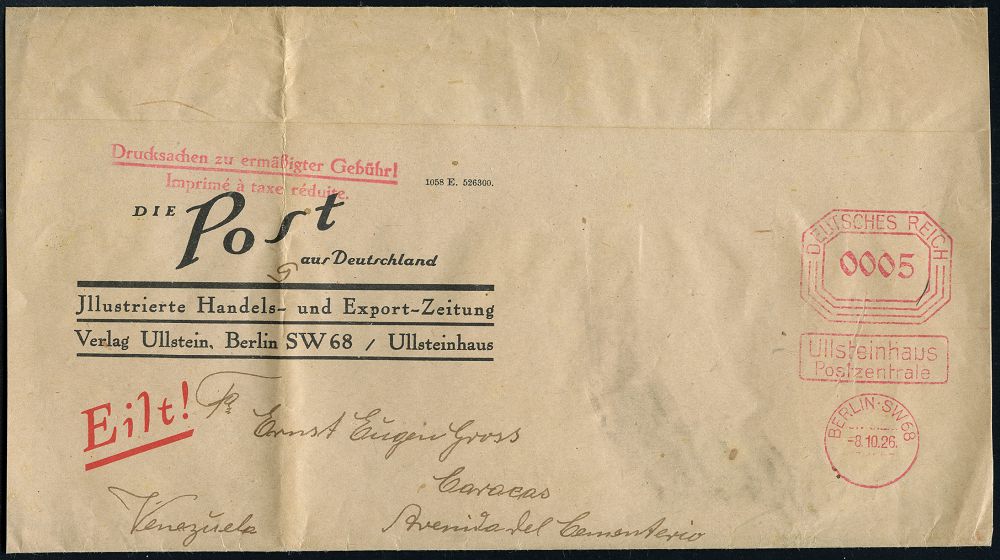 Drucksachen zu ermäßigter Gebühr!
Imprimé à taxe réduite.
1058 E. 526300.
DIE Post
aus Deutschland
Jllustrierte Handels- und Export-Zeitung
Verlag Ullstein, Berlin SW 68 / Ullsteinhaus
Eilt!
DEUTSCHES REICH
0005
Ullsteinhaus
Postzentrale
BERLIN-SW68
-8.10.26.
Ernst Eugen Gross
Caracas
Venezuela
Avenida del Cementerio